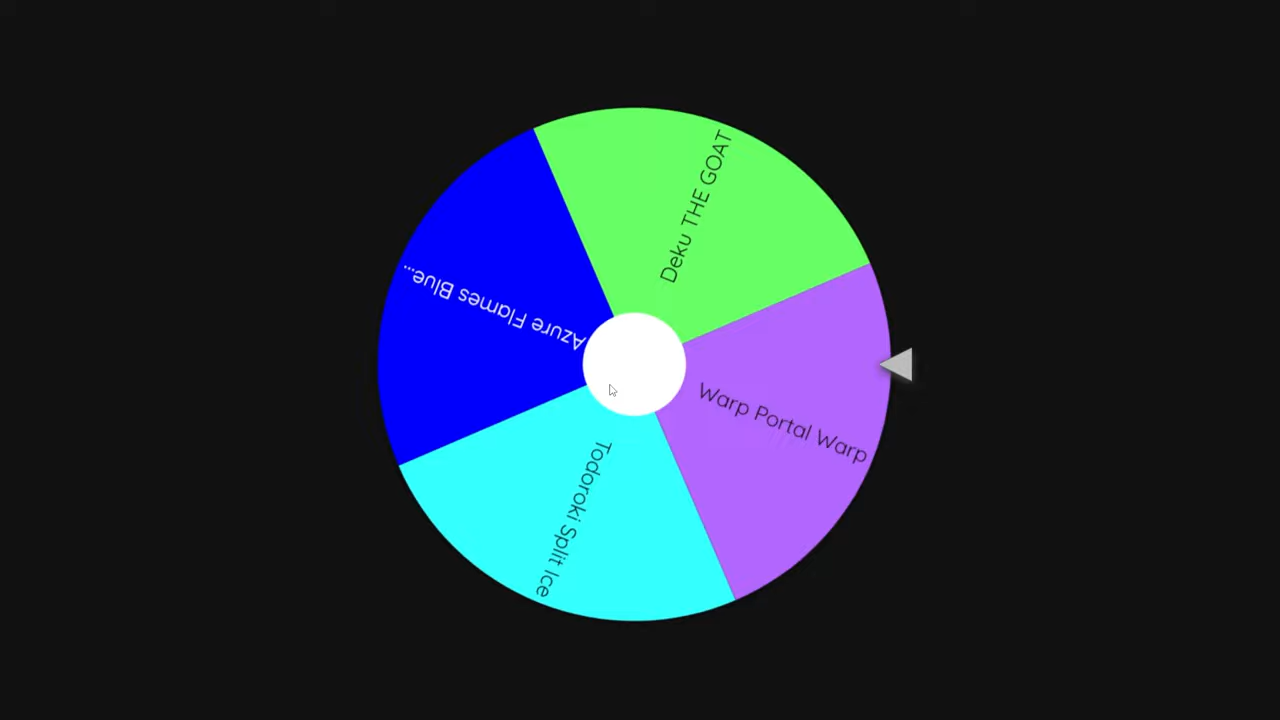 Deku THE GOAT
Azure Flames Blue...
Warp Portal Warp
Todoroki Split Ice